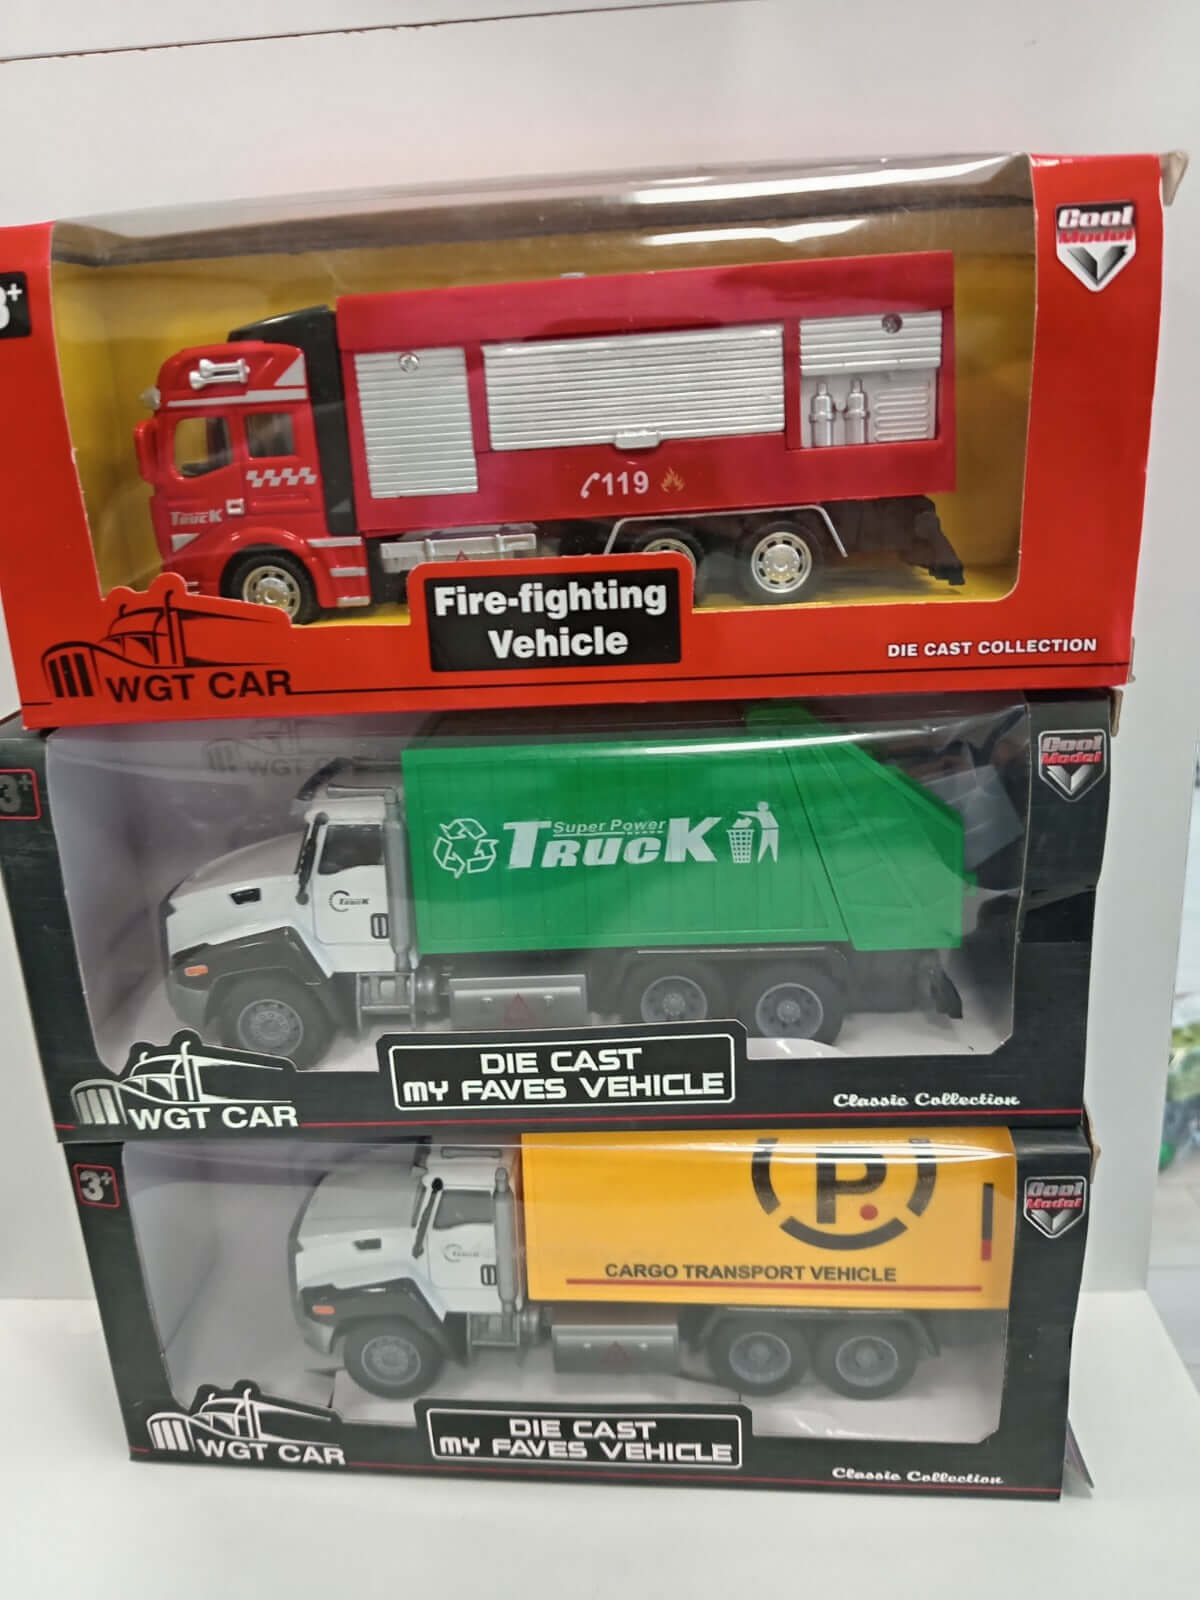 3+
Cool
Model
119
TRUCK
Fire-fighting
Vehicle
DIE CAST COLLECTION
WGT CAR
3+
Cool
Model
Super Power
TRUCK
TRUCK
DIE CAST
MY FAVES VEHICLE
WGT CAR
Classic Collection
3+
Cool
Model
P.
CARGO TRANSPORT VEHICLE
DIE CAST
MY FAVES VEHICLE
WGT CAR
Classic Collection